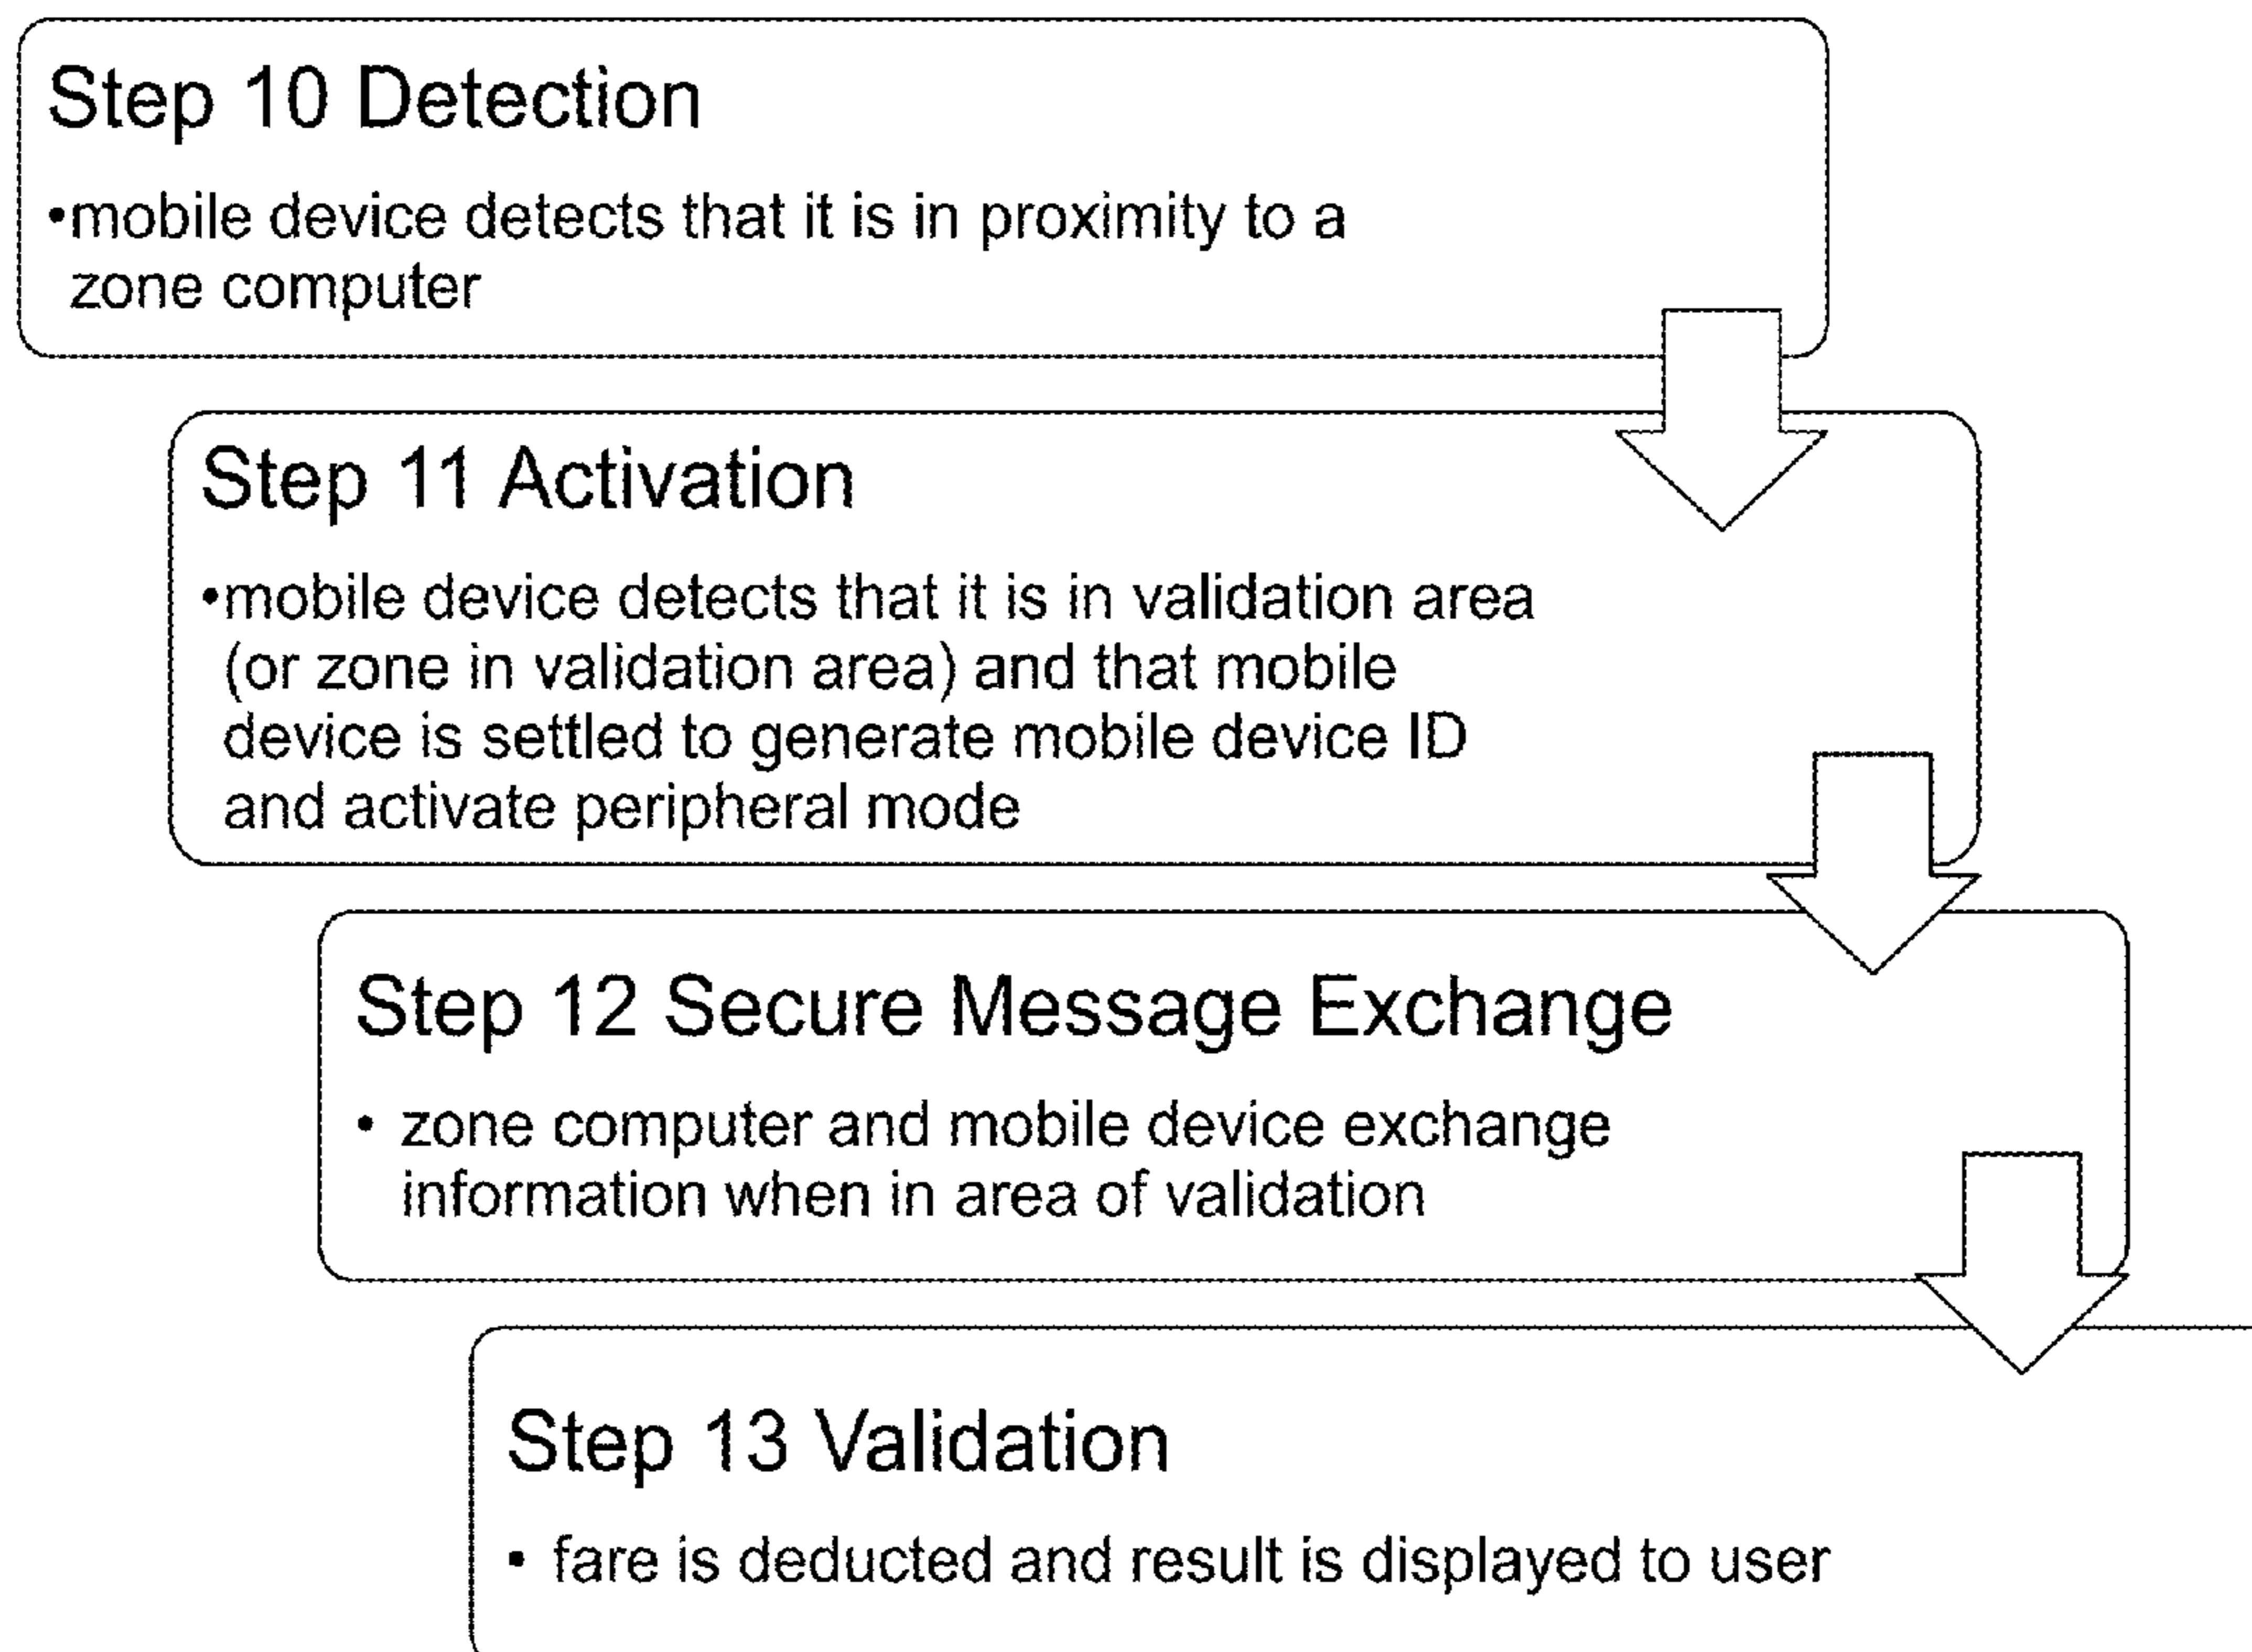 Step 10 Detection
•mobile device detects that it is in proximity to a
zone computer
Step 11 Activation
•mobile device detects that it is in validation area
(or zone in validation area) and that mobile
device is settled to generate mobile device ID
and activate peripheral mode
Step 12 Secure Message Exchange
• zone computer and mobile device exchange
information when in area of validation
Step 13 Validation
• fare is deducted and result is displayed to user